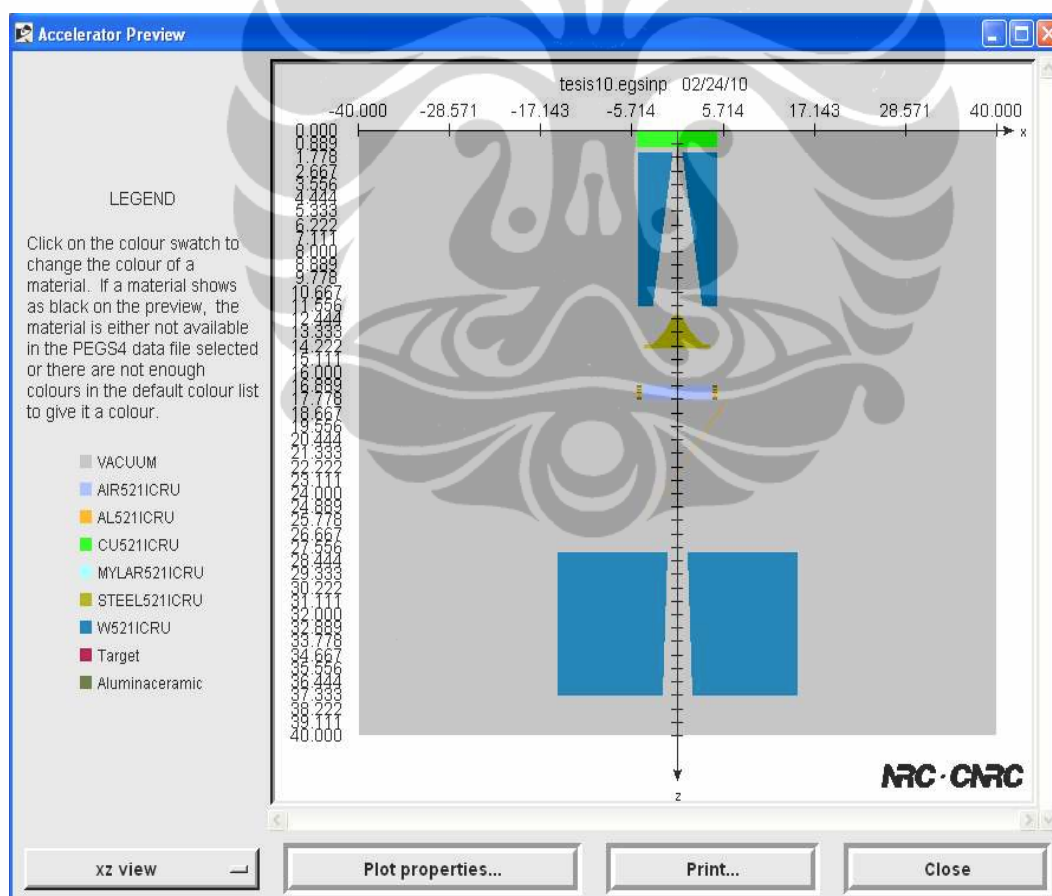 Accelerator Preview
tesis10.egsinp 02/24/10
-40.000 -28.571 -17.143 -5.714 5.714 17.143 28.571 40.000
x
0.000
0.889
1.778
2.667
3.556
4.444
5.333
6.222
7.111
8.000
8.889
9.778
10.667
11.556
12.444
13.333
14.222
15.111
16.000
16.889
17.778
18.667
19.556
20.444
21.333
22.222
23.111
24.000
24.889
25.778
26.667
27.556
28.444
29.333
30.222
31.111
32.000
32.889
33.778
34.667
35.556
36.444
37.333
38.222
39.111
40.000
z
LEGEND
Click on the colour swatch to
change the colour of a
material. If a material shows
as black on the preview, the
material is either not available
in the PEGS4 data file selected
or there are not enough
colours in the default colour list
to give it a colour.
VACUUM
AIR521ICRU
AL521ICRU
CU521ICRU
MYLAR521ICRU
STEEL521ICRU
W521ICRU
Target
Aluminaceramic
NRC·CNRC
xz view
Plot properties...
Print...
Close